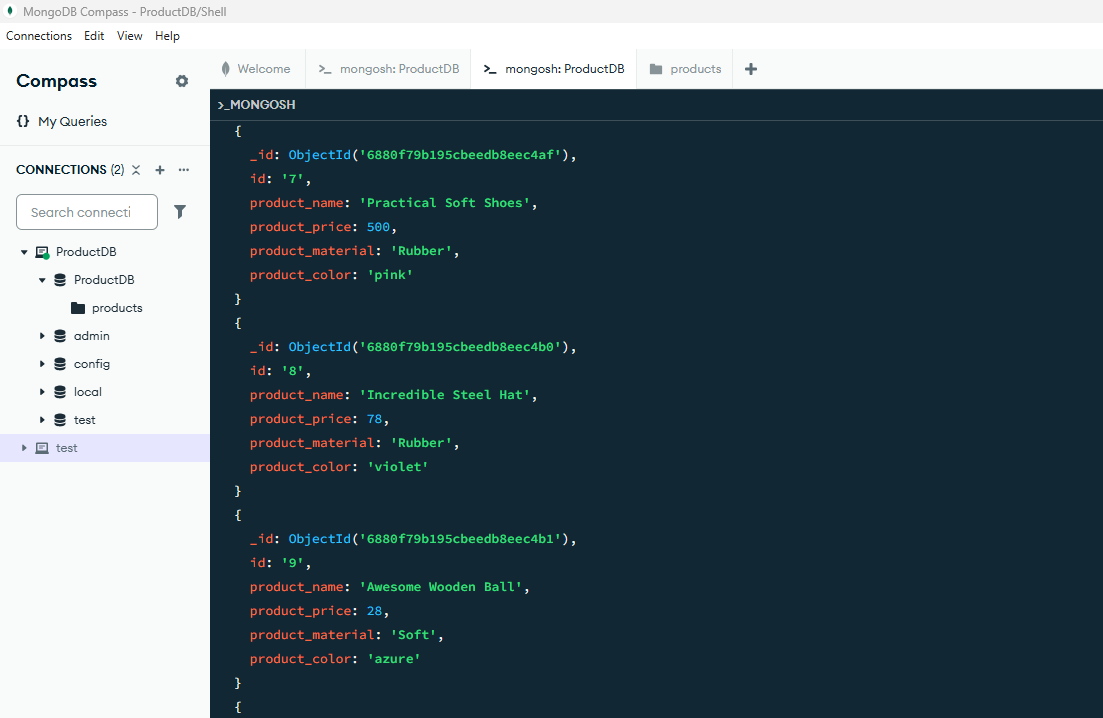 MongoDB Compass - ProductDB/Shell
Connections Edit View Help
Compass
{} My Queries
CONNECTIONS (2)
Search connecti
ProductDB
ProductDB
products
admin
config
local
test
test
Welcome
>_ mongosh: ProductDB
>_ mongosh: ProductDB
products
>_MONGOSH
{
_id: ObjectId('6880f79b195cbeedb8eec4af'),
id: '7',
product_name: 'Practical Soft Shoes',
product_price: 500,
product_material: 'Rubber',
product_color: 'pink'
}
{
_id: ObjectId('6880f79b195cbeedb8eec4b0'),
id: '8',
product_name: 'Incredible Steel Hat',
product_price: 78,
product_material: 'Rubber',
product_color: 'violet'
}
{
_id: ObjectId('6880f79b195cbeedb8eec4b1'),
id: '9',
product_name: 'Awesome Wooden Ball',
product_price: 28,
product_material: 'Soft',
product_color: 'azure'
}
{